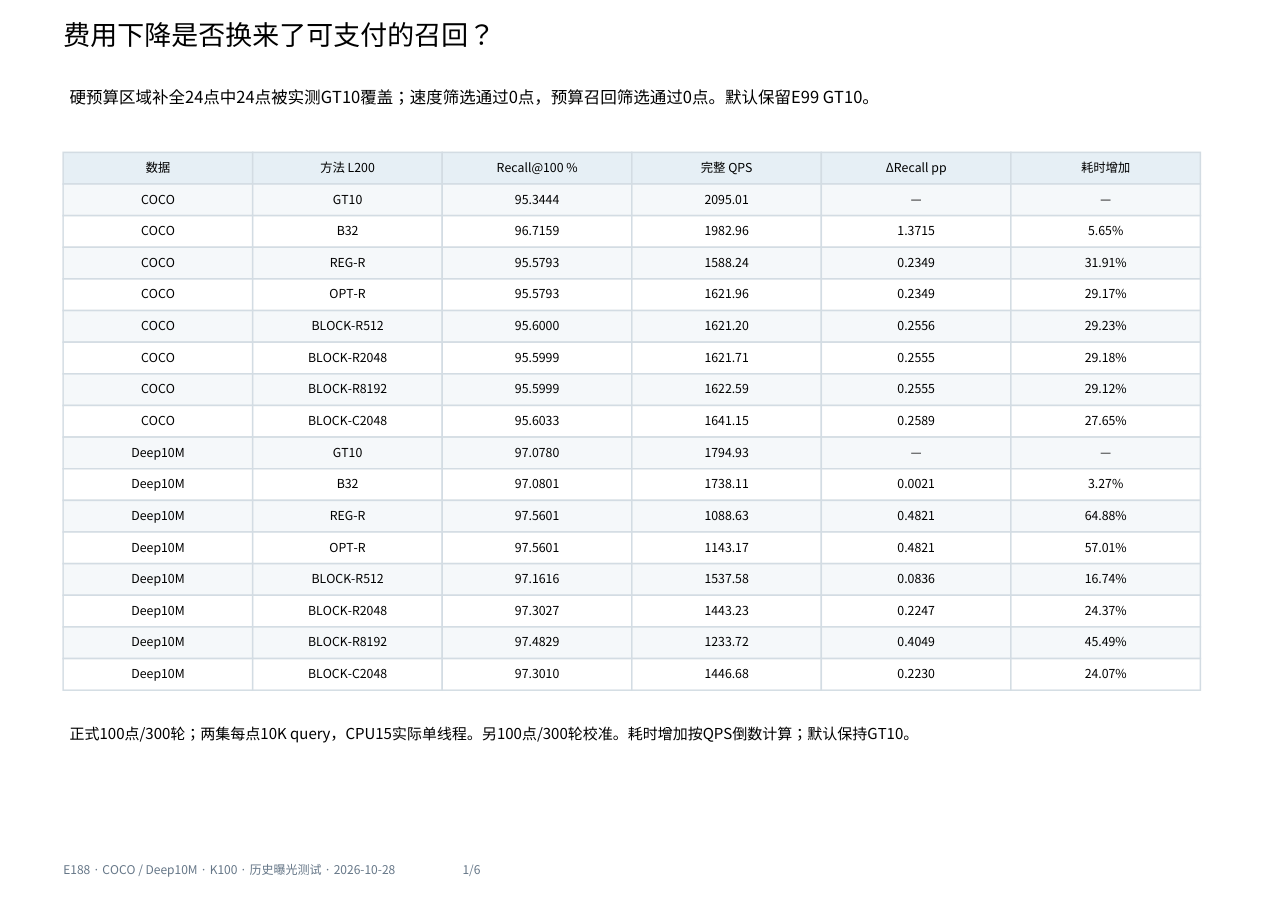 费用下降是否换来了可支付的召回？
硬预算区域补全24点中24点被实测GT10覆盖；速度筛选通过0点，预算召回筛选通过0点。默认保留E99 GT10。
数据 方法 L200 Recall@100 % 完整 QPS ΔRecall pp 耗时增加
COCO GT10 95.3444 2095.01 — —
COCO B32 96.7159 1982.96 1.3715 5.65%
COCO REG-R 95.5793 1588.24 0.2349 31.91%
COCO OPT-R 95.5793 1621.96 0.2349 29.17%
COCO BLOCK-R512 95.6000 1621.20 0.2556 29.23%
COCO BLOCK-R2048 95.5999 1621.71 0.2555 29.18%
COCO BLOCK-R8192 95.5999 1622.59 0.2555 29.12%
COCO BLOCK-C2048 95.6033 1641.15 0.2589 27.65%
Deep10M GT10 97.0780 1794.93 — —
Deep10M B32 97.0801 1738.11 0.0021 3.27%
Deep10M REG-R 97.5601 1088.63 0.4821 64.88%
Deep10M OPT-R 97.5601 1143.17 0.4821 57.01%
Deep10M BLOCK-R512 97.1616 1537.58 0.0836 16.74%
Deep10M BLOCK-R2048 97.3027 1443.23 0.2247 24.37%
Deep10M BLOCK-R8192 97.4829 1233.72 0.4049 45.49%
Deep10M BLOCK-C2048 97.3010 1446.68 0.2230 24.07%
正式100点/300轮；两集每点10K query，CPU15实际单线程。另100点/300轮校准。耗时增加按QPS倒数计算；默认保持GT10。
E188 · COCO / Deep10M · K100 · 历史曝光测试 · 2026-10-28 1/6